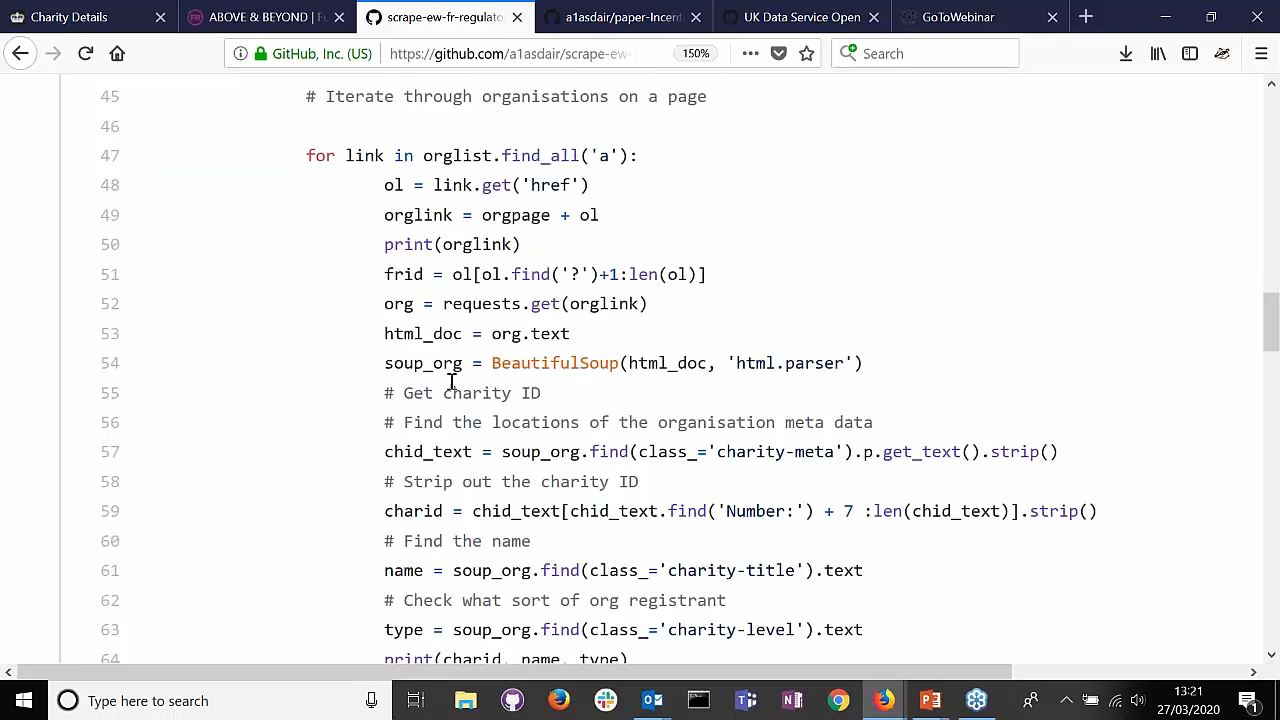 Charity Details
ABOVE & BEYOND | Fu
scrape-ew-fr-regulato
a1asdair/paper-Incent
UK Data Service Open
GoToWebinar
GitHub, Inc. (US)
https://github.com/a1asdair/scrape-ew-
150%
Search
45 # Iterate through organisations on a page
46
47 for link in orglist.find_all('a'):
48 ol = link.get('href')
49 orglink = orgpage + ol
50 print(orglink)
51 frid = ol[ol.find('?')+1:len(ol)]
52 org = requests.get(orglink)
53 html_doc = org.text
54 soup_org = BeautifulSoup(html_doc, 'html.parser')
55 # Get charity ID
56 # Find the locations of the organisation meta data
57 chid_text = soup_org.find(class_='charity-meta').p.get_text().strip()
58 # Strip out the charity ID
59 charid = chid_text[chid_text.find('Number:') + 7 :len(chid_text)].strip()
60 # Find the name
61 name = soup_org.find(class_='charity-title').text
62 # Check what sort of org registrant
63 type = soup_org.find(class_='charity-level').text
64 print(charid, name, type)
Type here to search
13:21
27/03/2020
1